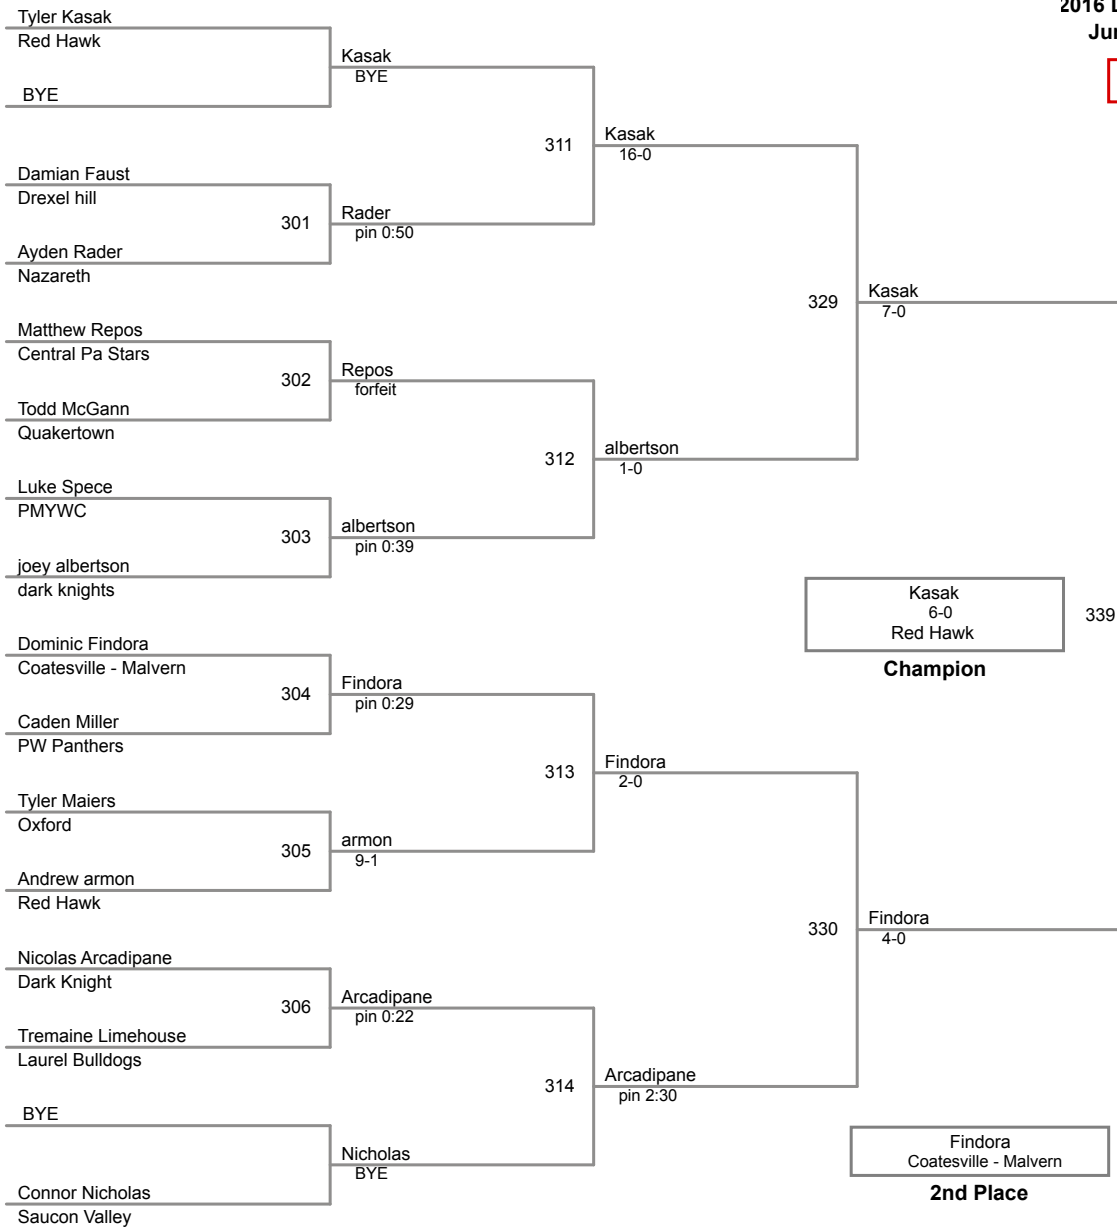 2016
Tyler Kasak
Red Hawk
BYE
Damian Faust
Drexel hill
301
Ayden Rader
Nazareth
Matthew Repos
Central Pa Stars
302
Todd McGann
Quakertown
Luke Spece
PMYWC
303
joey albertson
dark knights
Dominic Findora
Coatesville - Malvern
304
Caden Miller
PW Panthers
Tyler Maiers
Oxford
305
Andrew armon
Red Hawk
Nicolas Arcadipane
Dark Knight
306
Tremaine Limehouse
Laurel Bulldogs
BYE
Connor Nicholas
Saucon Valley
Kasak
BYE
311
Rader
pin 0:50
Repos
forfeit
312
albertson
pin 0:39
Findora
pin 0:29
313
armon
9-1
Arcadipane
pin 0:22
314
Nicholas
BYE
Kasak
16-0
329
albertson
1-0
Findora
2-0
330
Arcadipane
pin 2:30
Kasak
7-0
Findora
4-0
Kasak
6-0
Red Hawk
339
Champion
Findora
Coatesville - Malvern
2nd Place